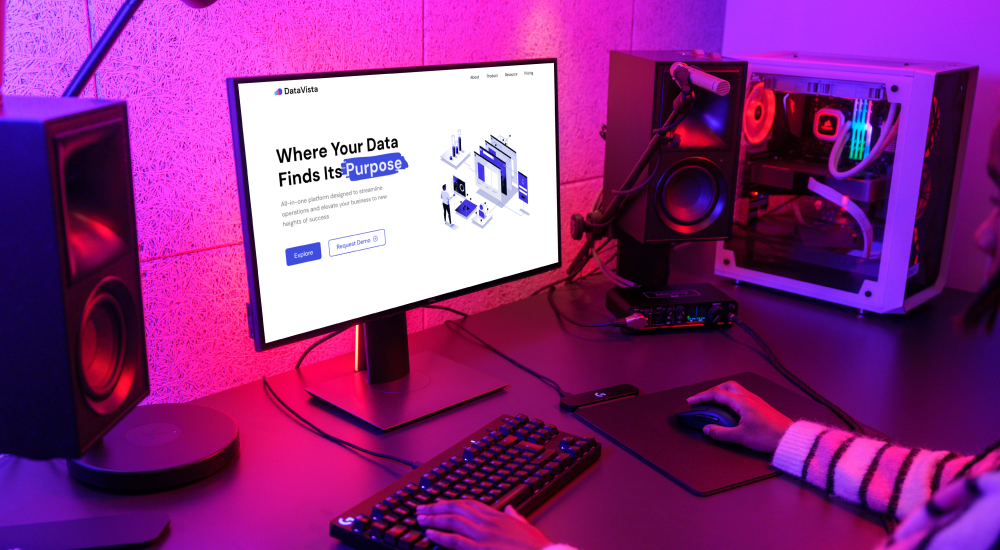 DataVista
About Product Resource Pricing
Where Your Data
Finds Its Purpose
All-in-one platform designed to streamline
operations and elevate your business to new
heights of success
Explore
Request Demo